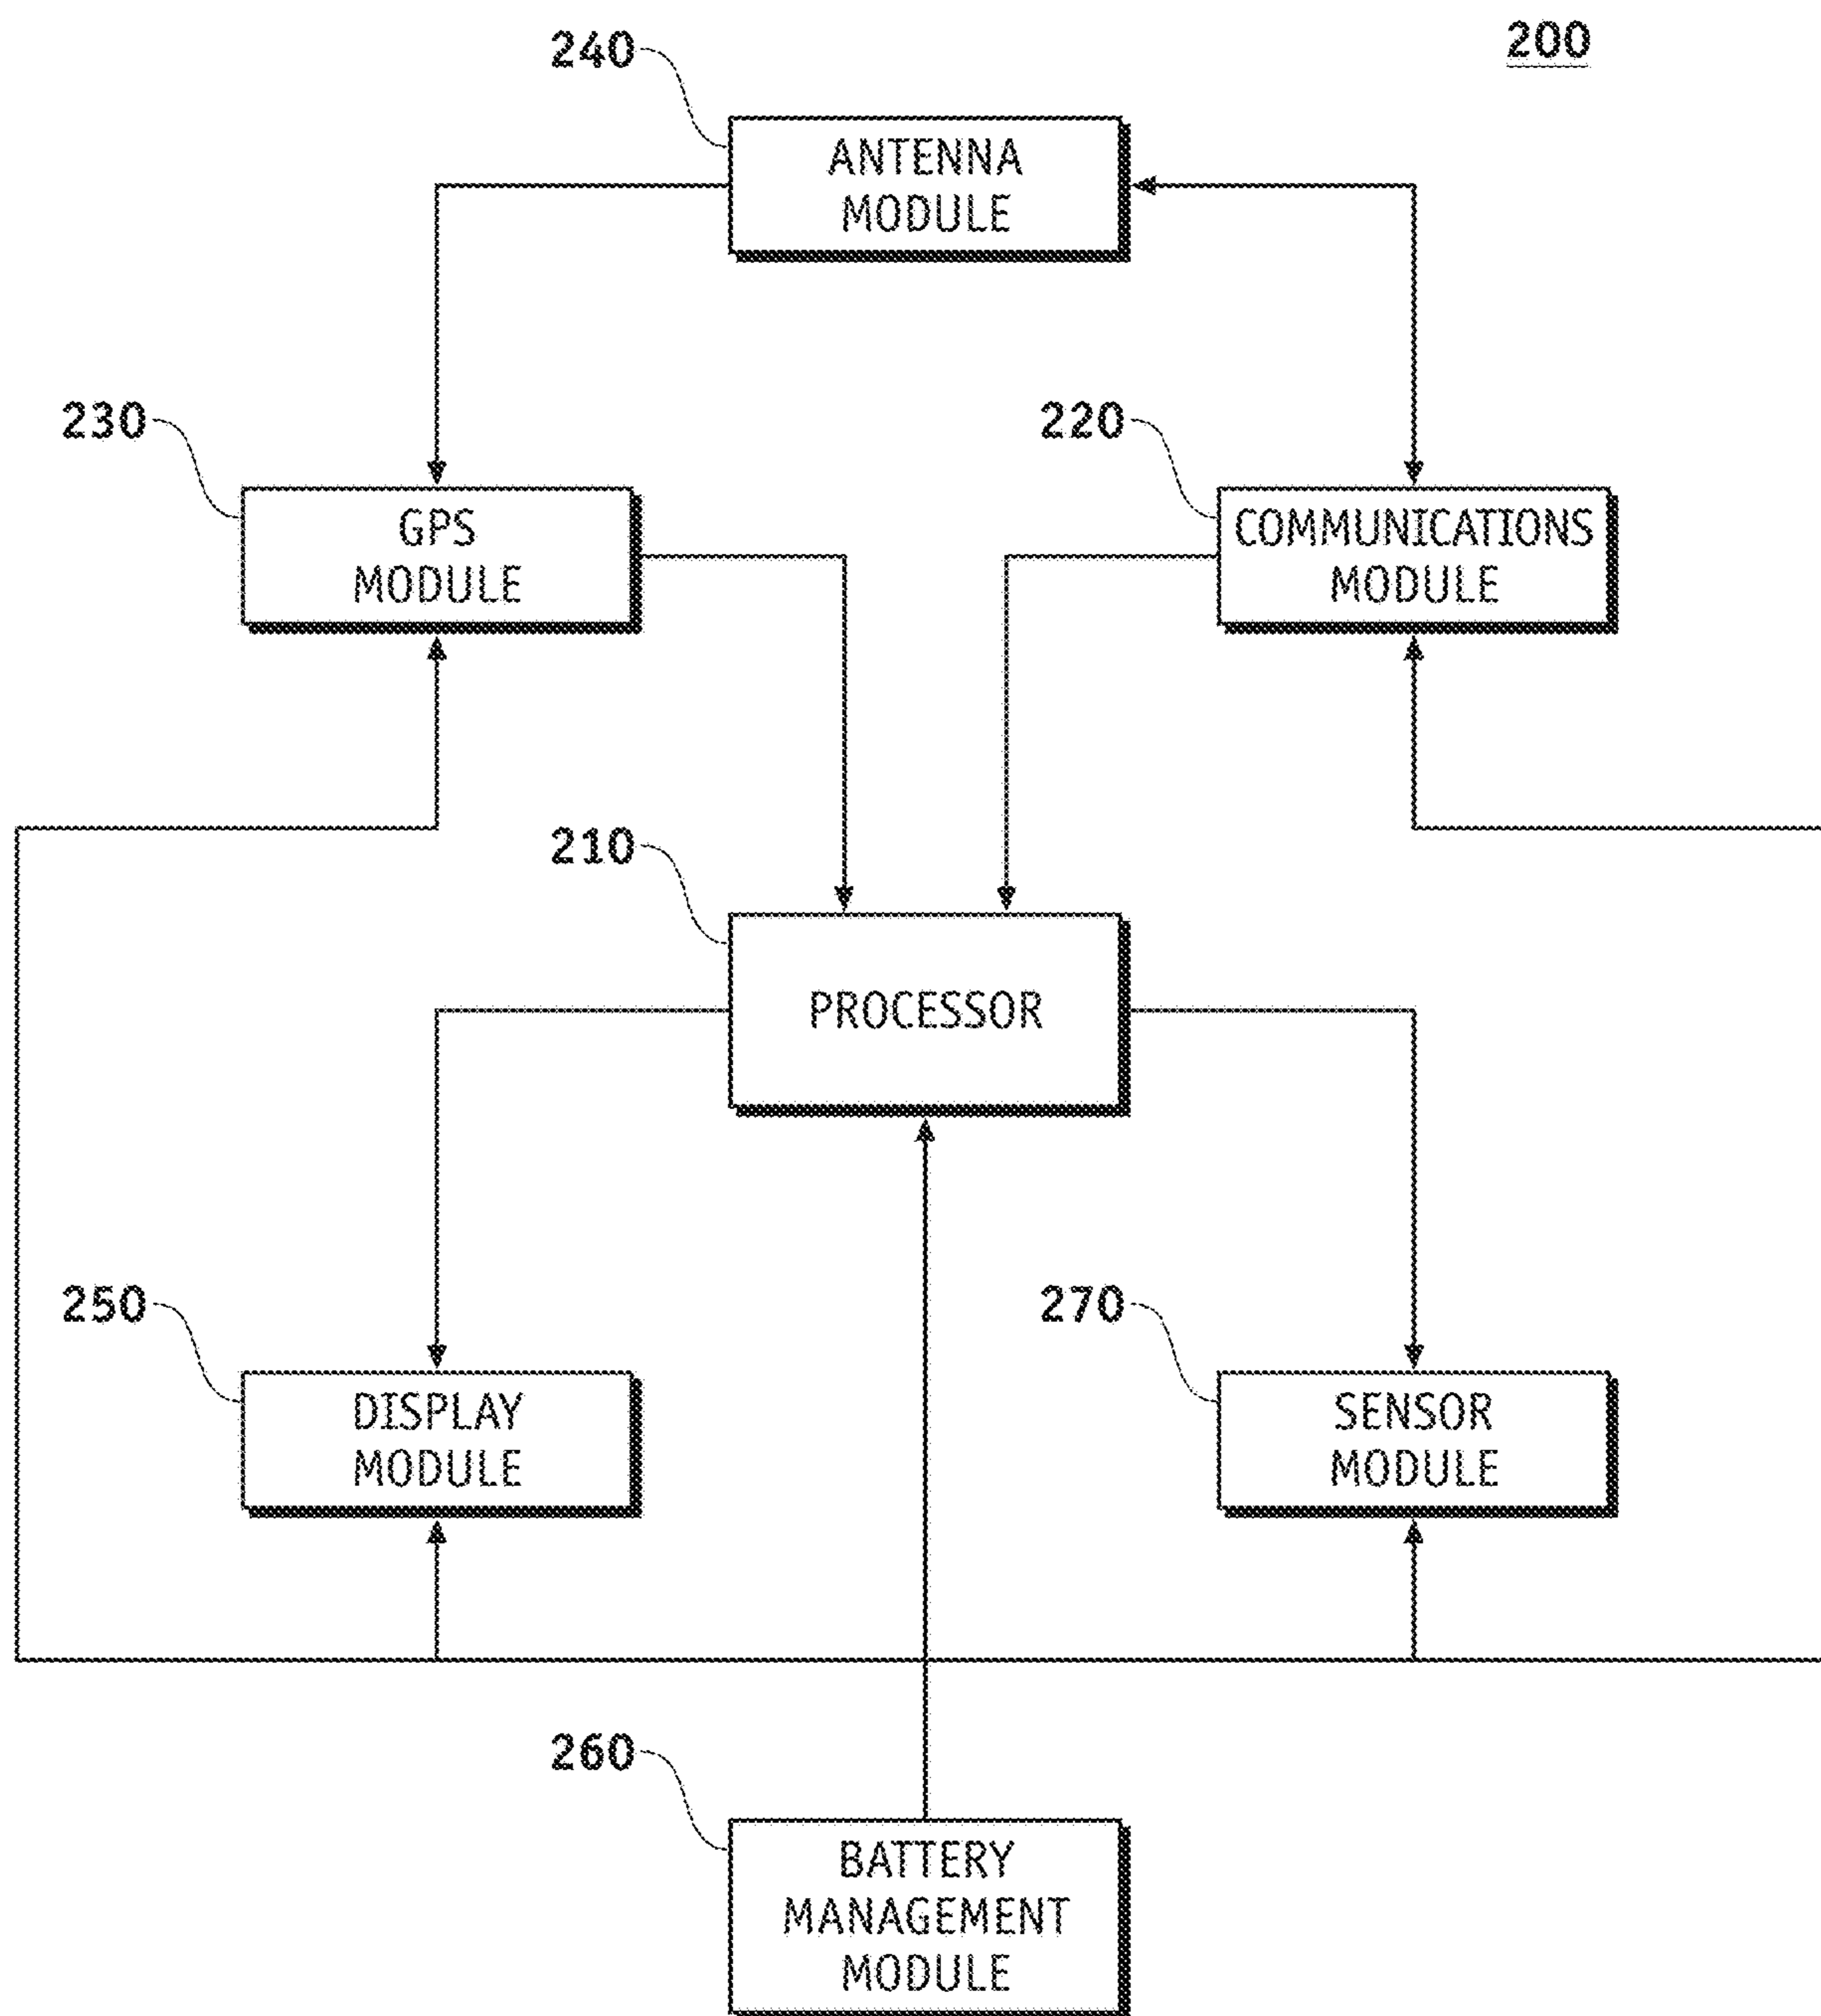 240
200
ANTENNA
MODULE
230
220
GPS
MODULE
COMMUNICATIONS
MODULE
210
PROCESSOR
250
270
DISPLAY
MODULE
SENSOR
MODULE
260
BATTERY
MANAGEMENT
MODULE